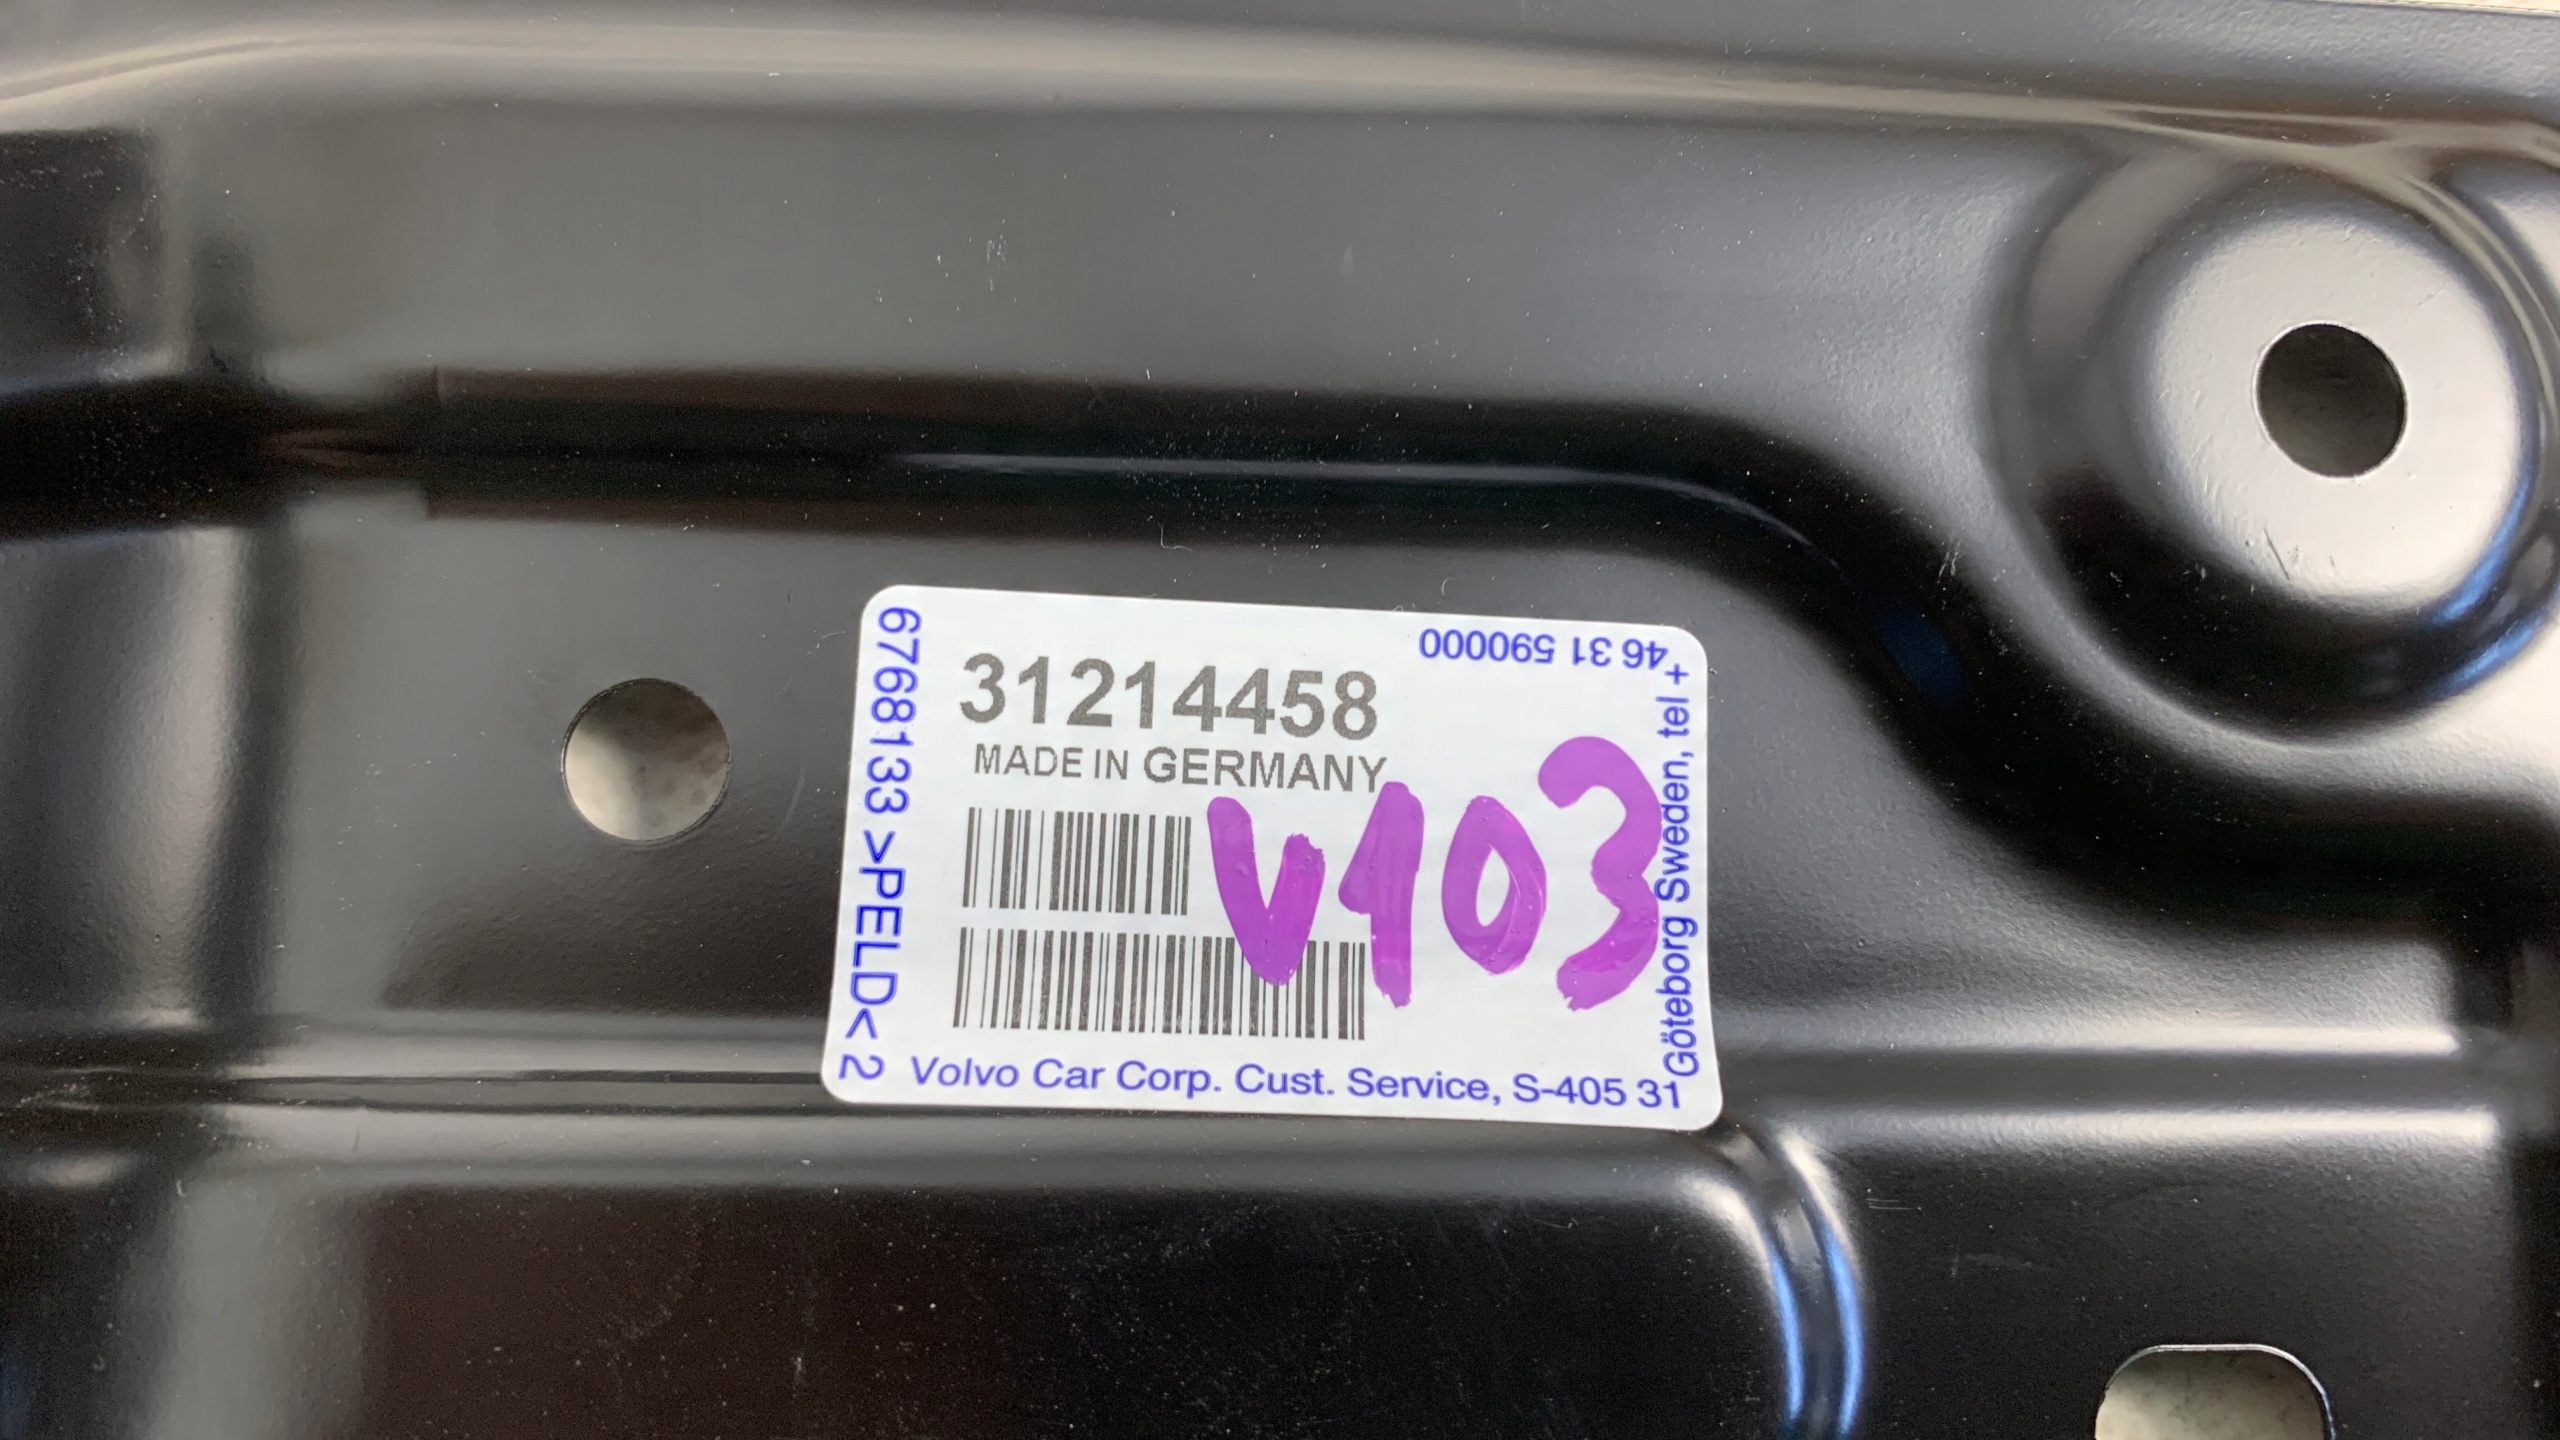 31214458
MADE IN GERMANY
V103
6768133 >PELD< 2
Volvo Car Corp. Cust. Service, S-405 31
Göteborg Sweden, tel +
46 31 590000